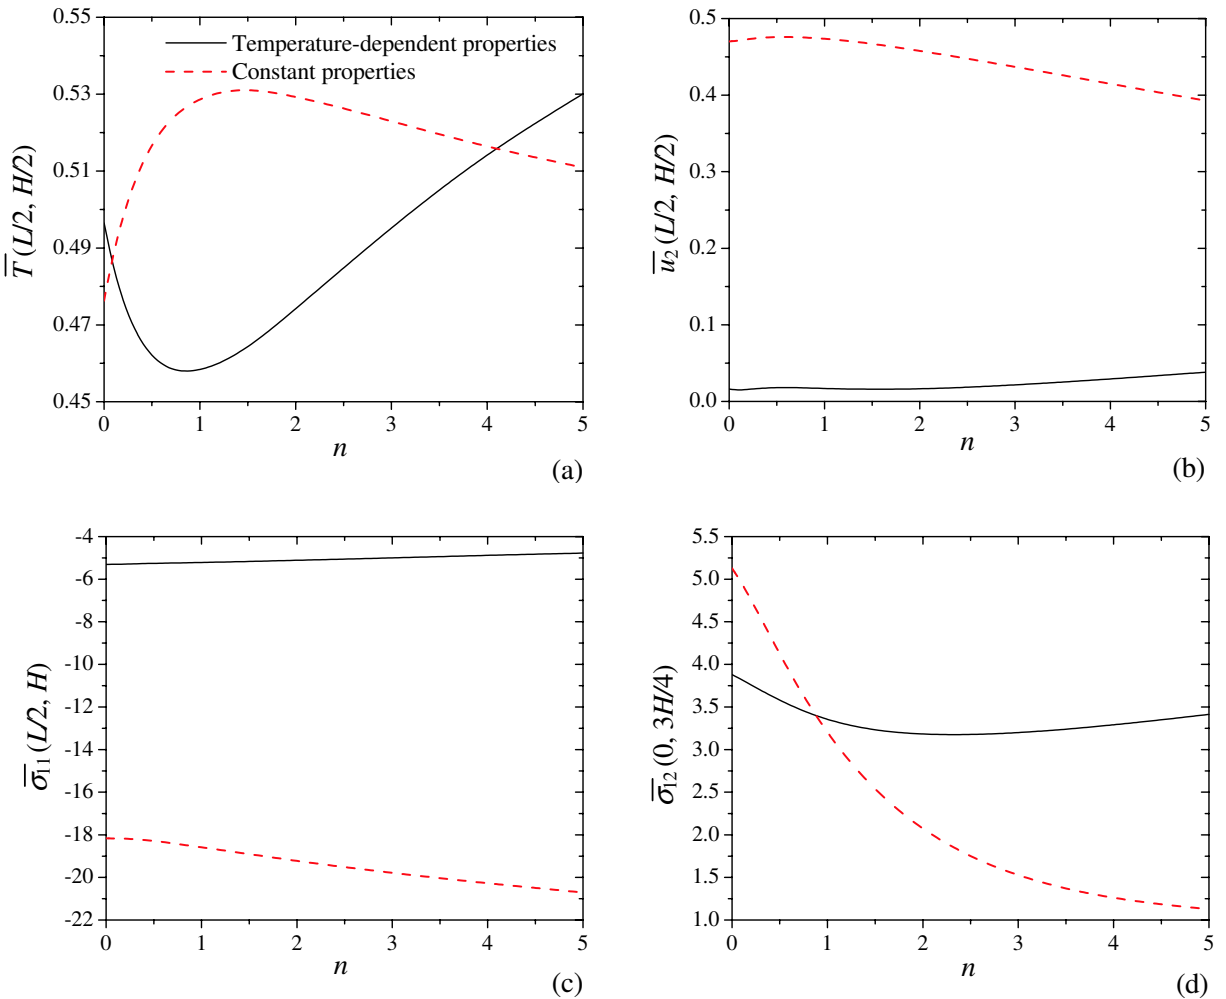 0.55
0.53
0.51
0.49
0.47
0.45
T̅ (L/2, H/2)
Temperature-dependent properties
Constant properties
0 1 2 3 4 5
n
(a)
0.5
0.4
0.3
0.2
0.1
0.0
u̅₂ (L/2, H/2)
0 1 2 3 4 5
n
(b)
-4
-6
-8
-10
-12
-14
-16
-18
-20
-22
σ̅₁₁ (L/2, H)
0 1 2 3 4 5
n
(c)
5.5
5.0
4.5
4.0
3.5
3.0
2.5
2.0
1.5
1.0
σ̅₁₂ (0, 3H/4)
0 1 2 3 4 5
n
(d)